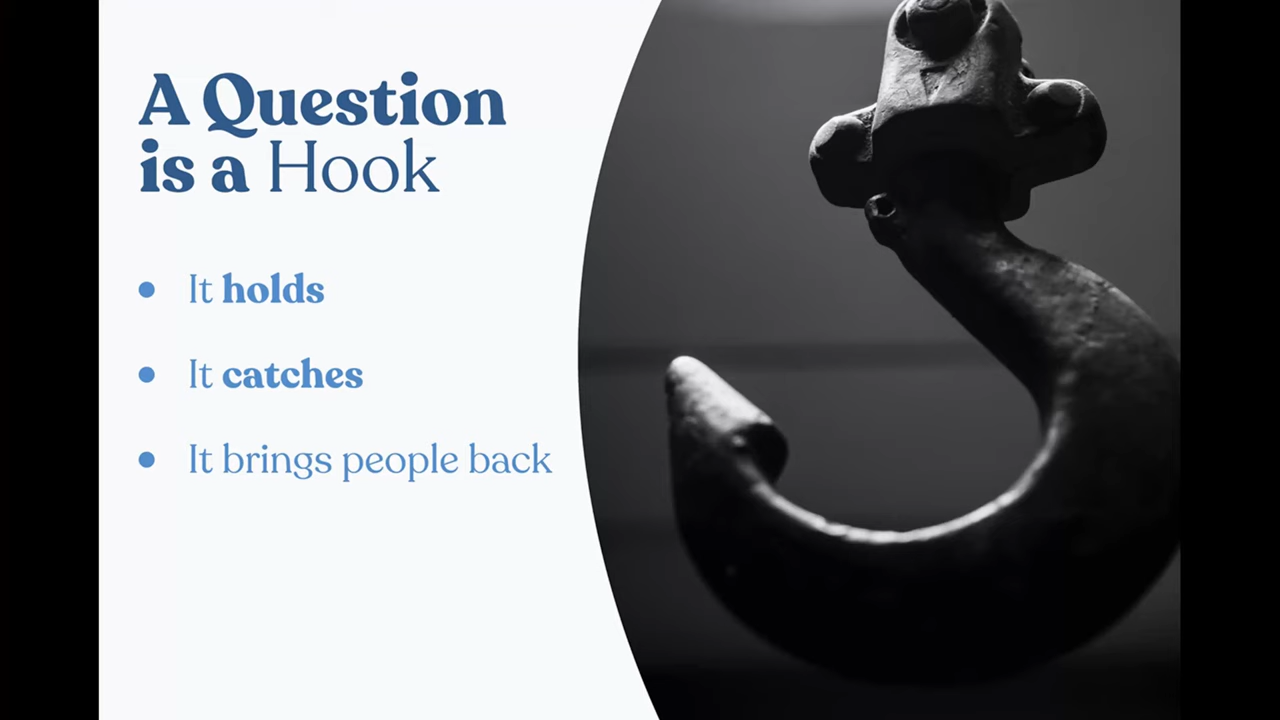 A Question
is a Hook
It holds
It catches
It brings people back